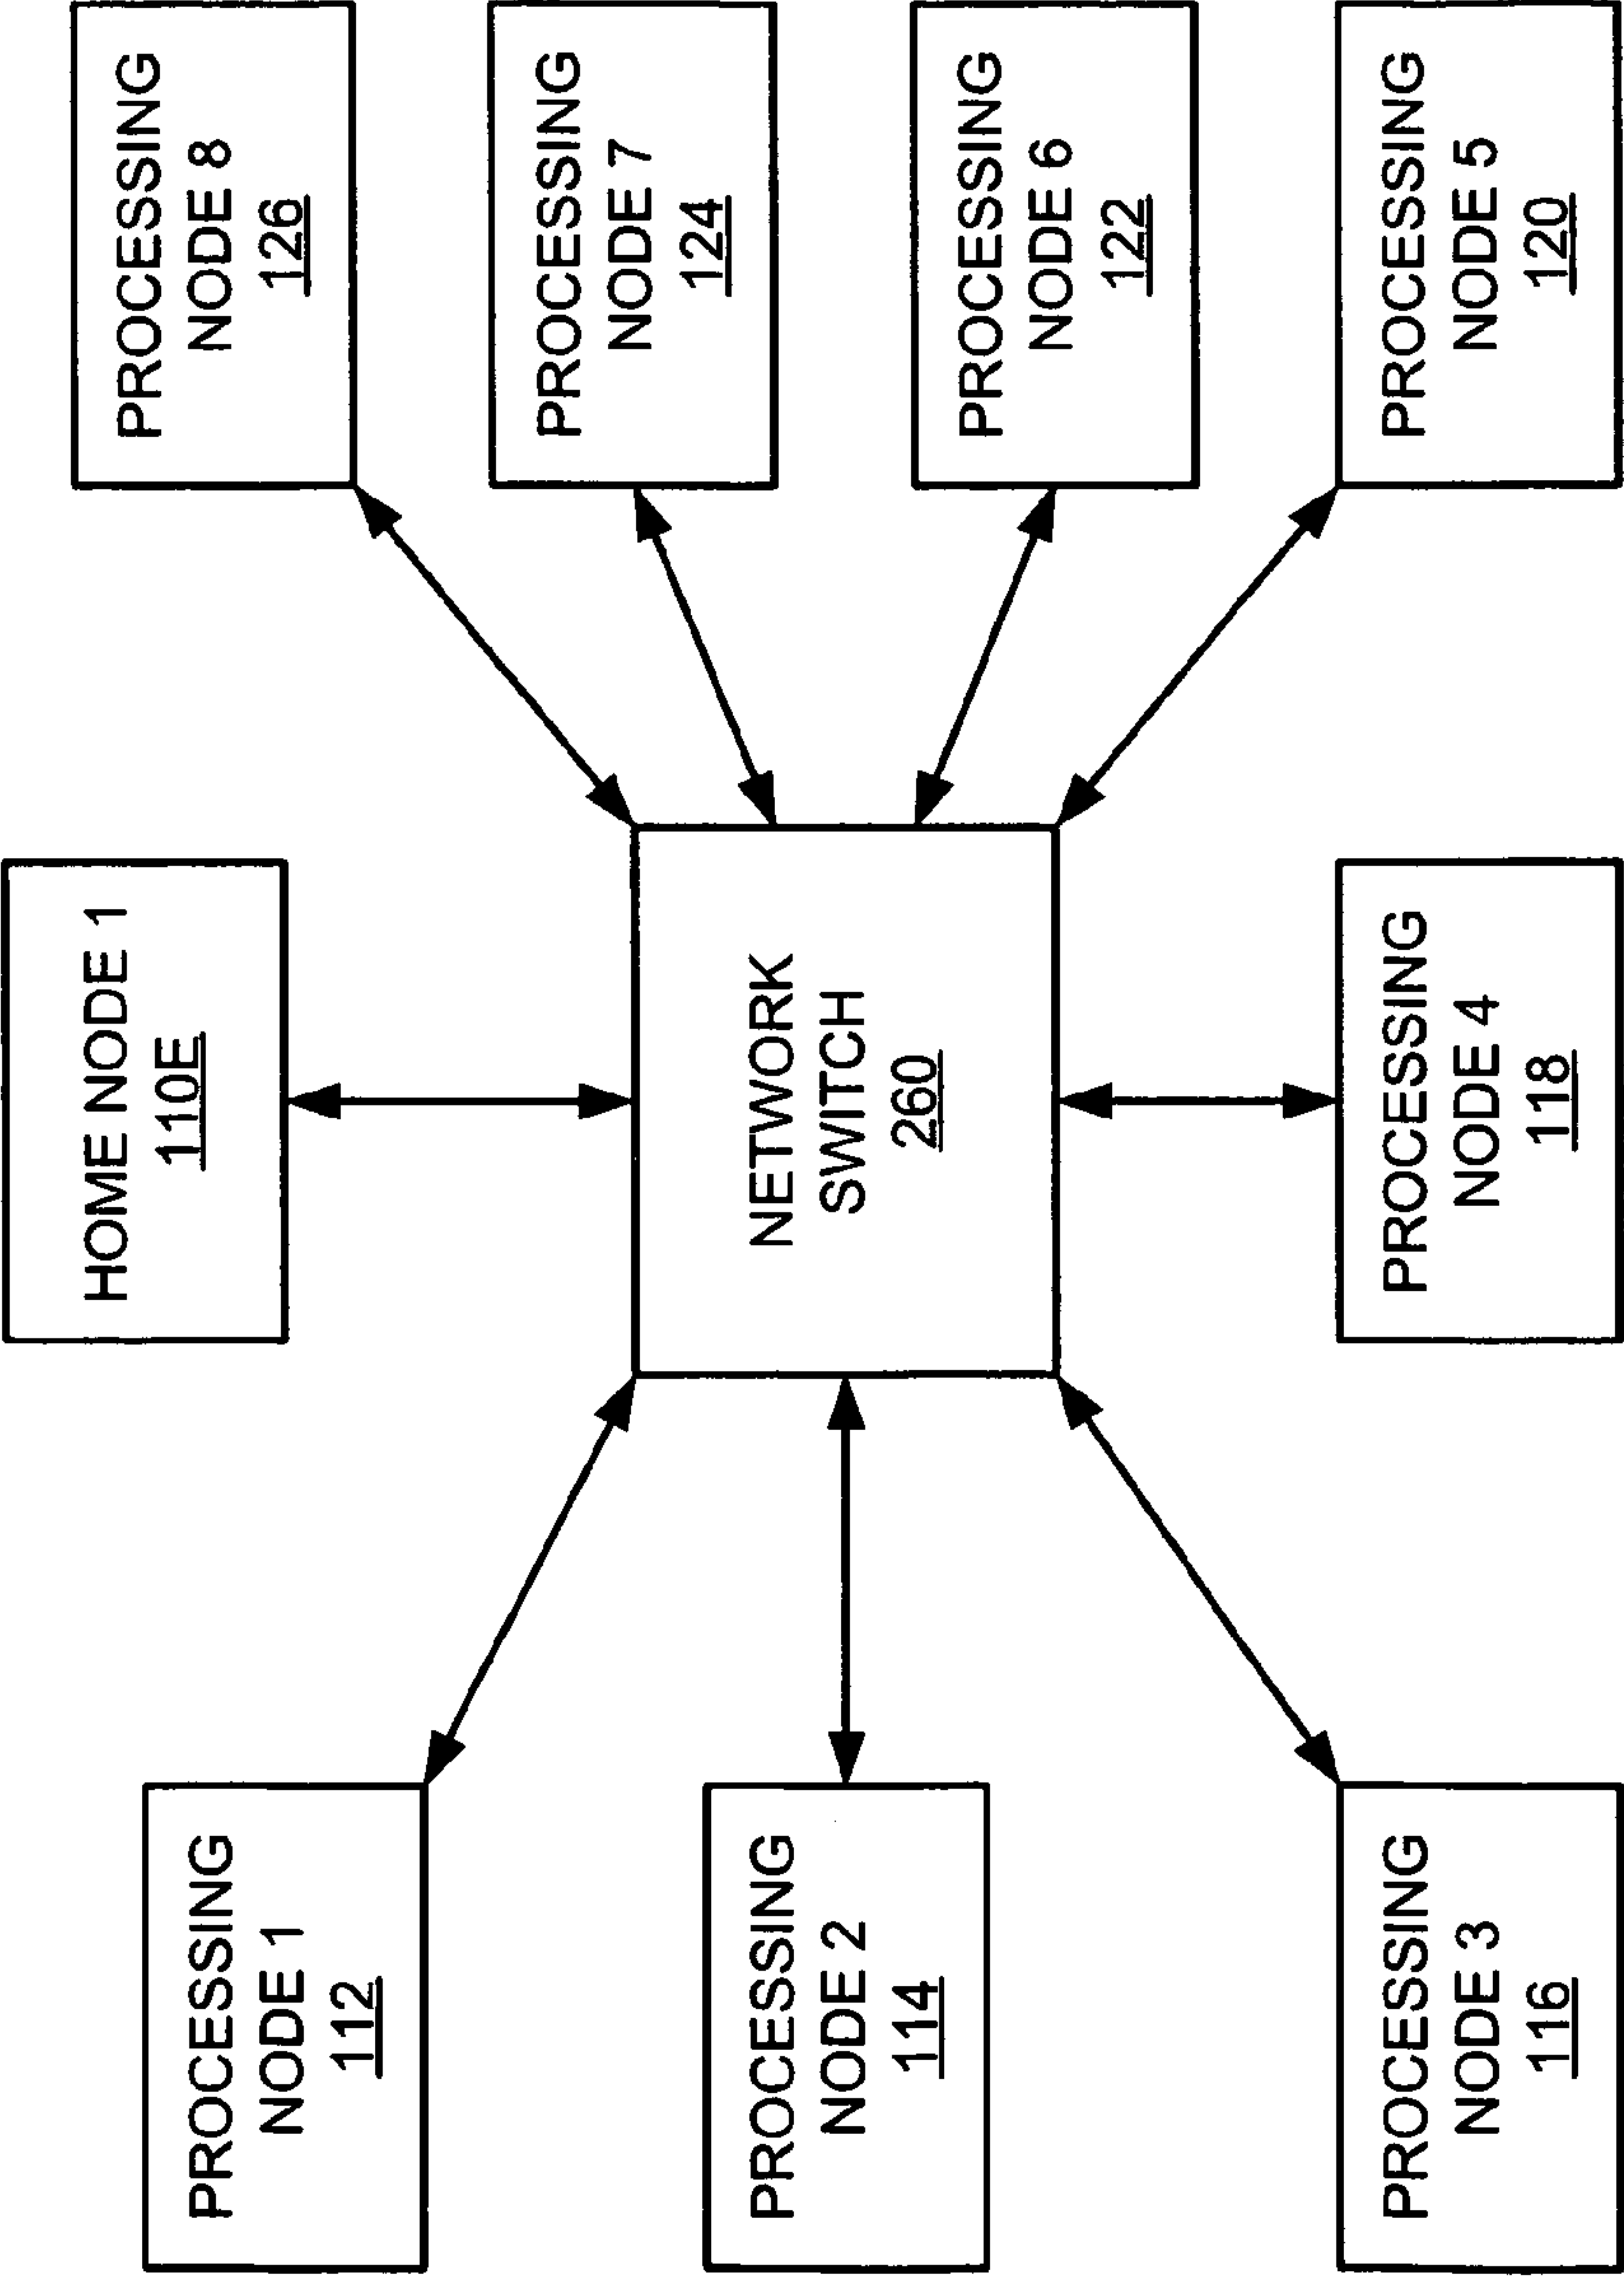 HOME NODE 1
110E
PROCESSING
NODE 1
112
PROCESSING
NODE 2
114
PROCESSING
NODE 3
116
PROCESSING
NODE 4
118
NETWORK
SWITCH
260
PROCESSING
NODE 8
126
PROCESSING
NODE 7
124
PROCESSING
NODE 6
122
PROCESSING
NODE 5
120